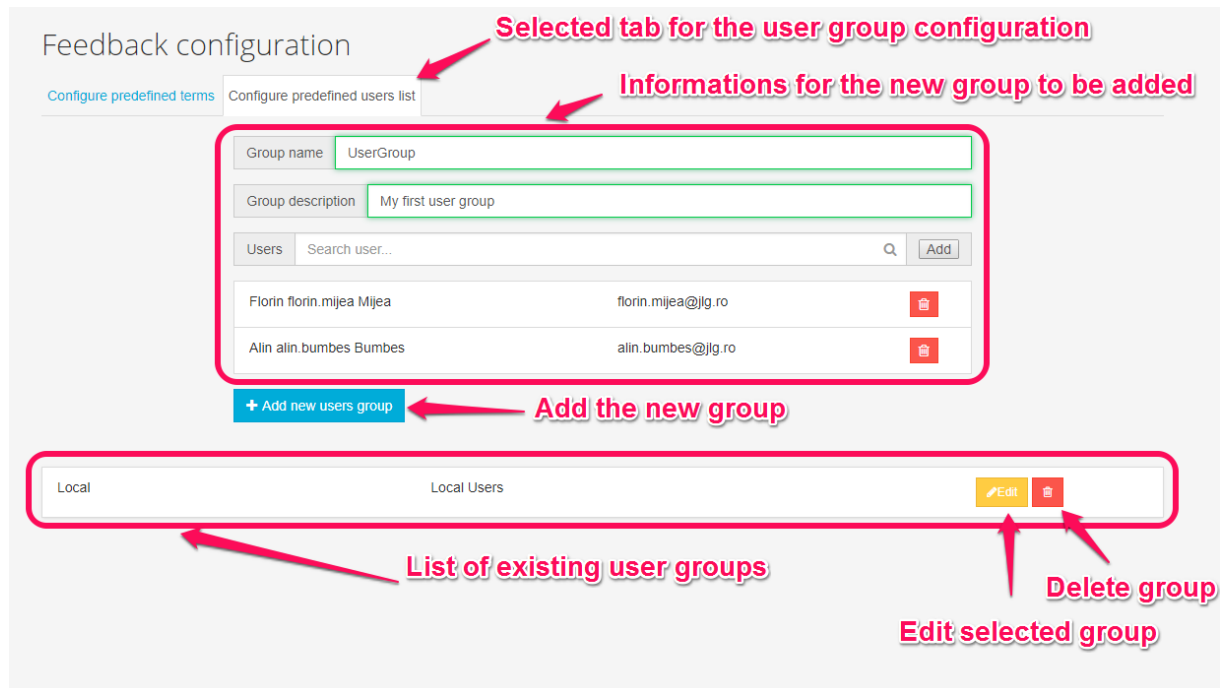 Selected tab for the user group configuration
Feedback configuration
Informations for the new group to be added
Configure predefined terms Configure predefined users list
Group name UserGroup
Group description My first user group
Users Search user... Add
Florin florin.mijea Mijea florin.mijea@jlg.ro
Alin alin.bumbes Bumbes alin.bumbes@jlg.ro
+ Add new users group Add the new group
Local Local Users Edit
List of existing user groups
Delete group
Edit selected group